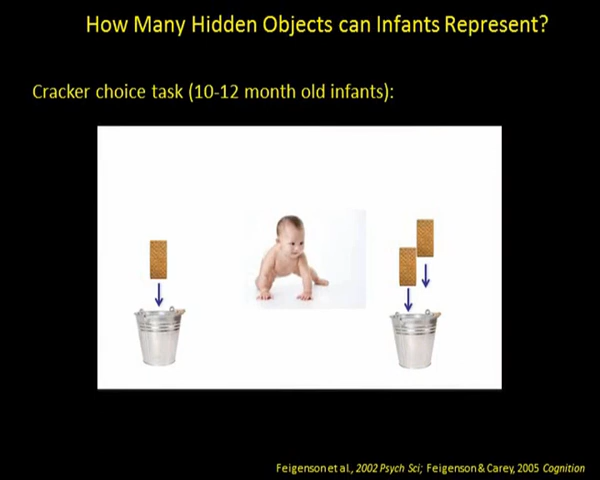 How Many Hidden Objects can Infants Represent?
Cracker choice task (10-12 month old infants):
Feigenson et al., 2002 Psych Sci; Feigenson & Carey, 2005 Cognition